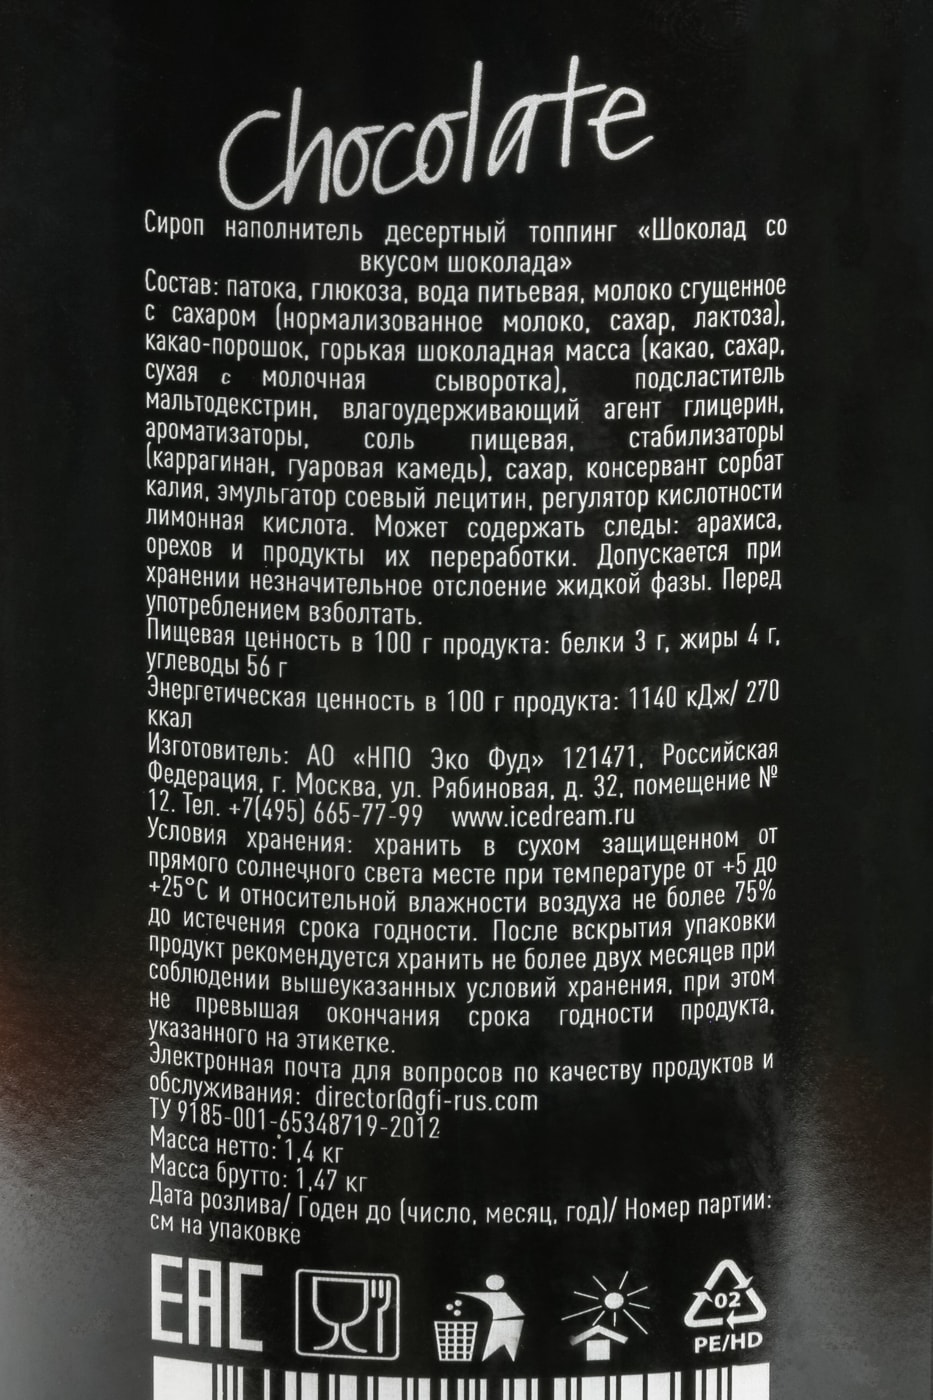 Chocolate
Сироп наполнитель десертный топпинг «Шоколад со
вкусом шоколада»
Состав: патока, глюкоза, вода питьевая, молоко сгущенное
с сахаром (нормализованное молоко, сахар, лактоза),
какао-порошок, горькая шоколадная масса (какао, сахар,
сухая с молочная сыворотка), подсластитель
мальтодекстрин, влагоудерживающий агент глицерин,
ароматизаторы, соль пищевая, стабилизаторы
(каррагинан, гуаровая камедь), сахар, консервант сорбат
калия, эмульгатор соевый лецитин, регулятор кислотности
лимонная кислота. Может содержать следы: арахиса,
орехов и продукты их переработки. Допускается при
хранении незначительное отслоение жидкой фазы. Перед
употреблением взболтать.
Пищевая ценность в 100 г продукта: белки 3 г, жиры 4 г,
углеводы 56 г
Энергетическая ценность в 100 г продукта: 1140 кДж/ 270
ккал
Изготовитель: АО «НПО Эко Фуд» 121471, Российская
Федерация, г. Москва, ул. Рябиновая, д. 32, помещение №
12. Тел. +7(495) 665-77-99 www.icedream.ru
Условия хранения: хранить в сухом защищенном от
прямого солнечного света месте при температуре от +5 до
+25°С и относительной влажности воздуха не более 75%
до истечения срока годности. После вскрытия упаковки
продукт рекомендуется хранить не более двух месяцев при
соблюдении вышеуказанных условий хранения, при этом
не превышая окончания срока годности продукта,
указанного на этикетке.
Электронная почта для вопросов по качеству продуктов и
обслуживания: director@gfi-rus.com
ТУ 9185-001-65348719-2012
Масса нетто: 1,4 кг
Масса брутто: 1,47 кг
Дата розлива/ Годен до (число, месяц, год)/ Номер партии:
см на упаковке
EAC
02
PE/HD